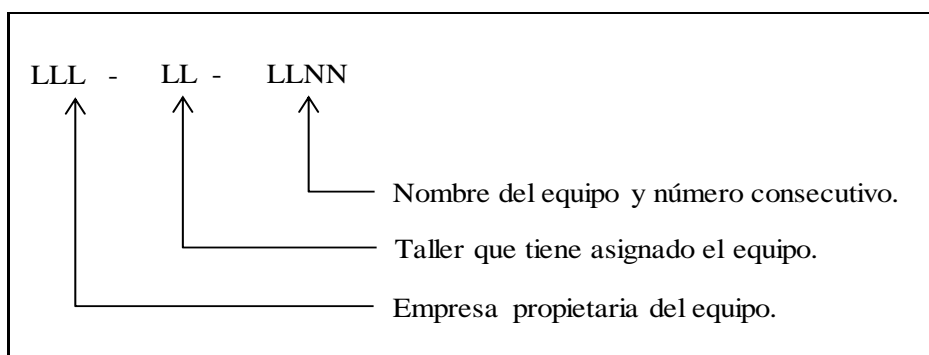 LLL - LL - LLNN
Nombre del equipo y número consecutivo.
Taller que tiene asignado el equipo.
Empresa propietaria del equipo.